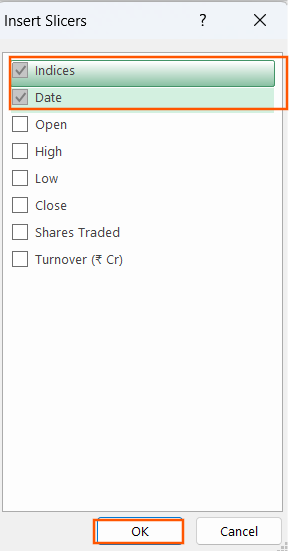 Insert Slicers ?
Indices
Date
Open
High
Low
Close
Shares Traded
Turnover (₹ Cr)
OK Cancel